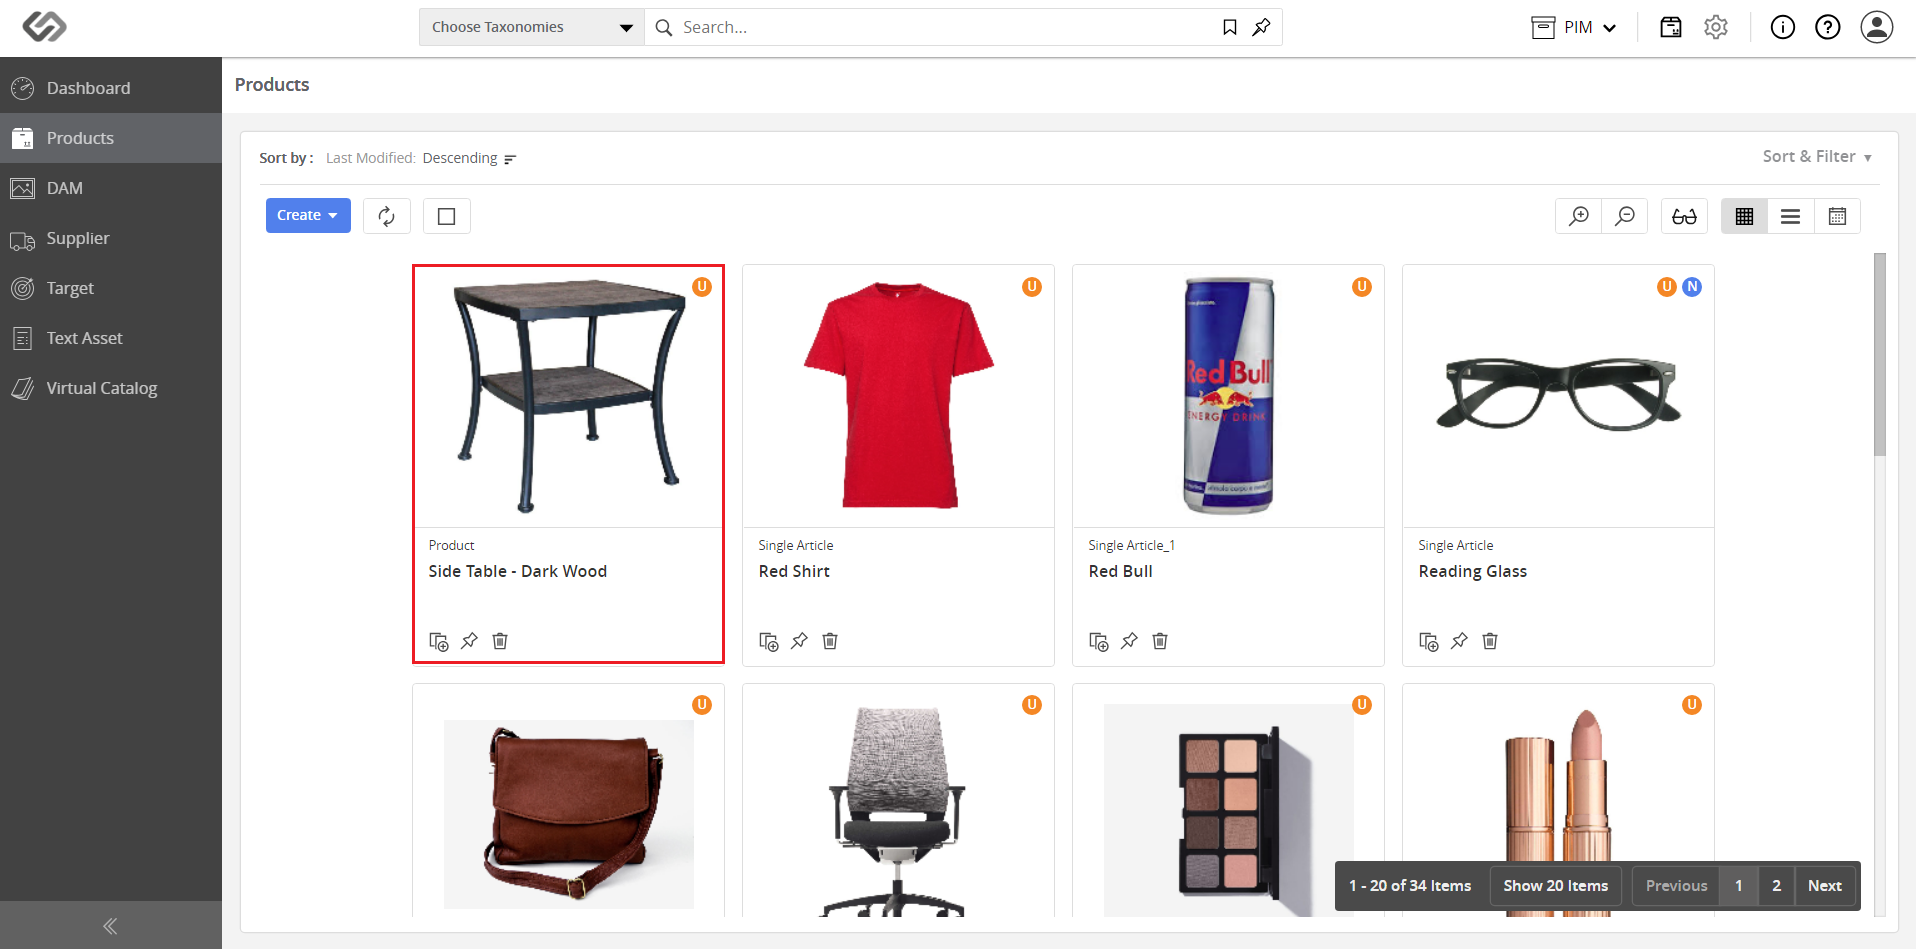 Choose Taxonomies
Search...
PIM
Dashboard
Products
DAM
Supplier
Target
Text Asset
Virtual Catalog
Products
Sort by : Last Modified: Descending
Sort & Filter
Create
U
Product
Side Table - Dark Wood
U
Single Article
Red Shirt
U
Red Bull
ENERGY DRINK
Single Article_1
Red Bull
U N
Single Article
Reading Glass
U
U
U
U
1 - 20 of 34 Items
Show 20 Items
Previous 1 2 Next